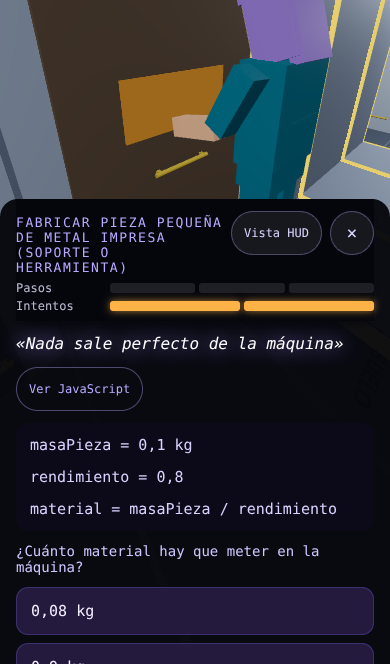 FABRICAR PIEZA PEQUEÑA
DE METAL IMPRESA
(SOPORTE O
HERRAMIENTA)
Vista HUD
×
Pasos
Intentos
«Nada sale perfecto de la máquina»
Ver JavaScript
masaPieza = 0,1 kg
rendimiento = 0,8
material = masaPieza / rendimiento
¿Cuánto material hay que meter en la
máquina?
0,08 kg